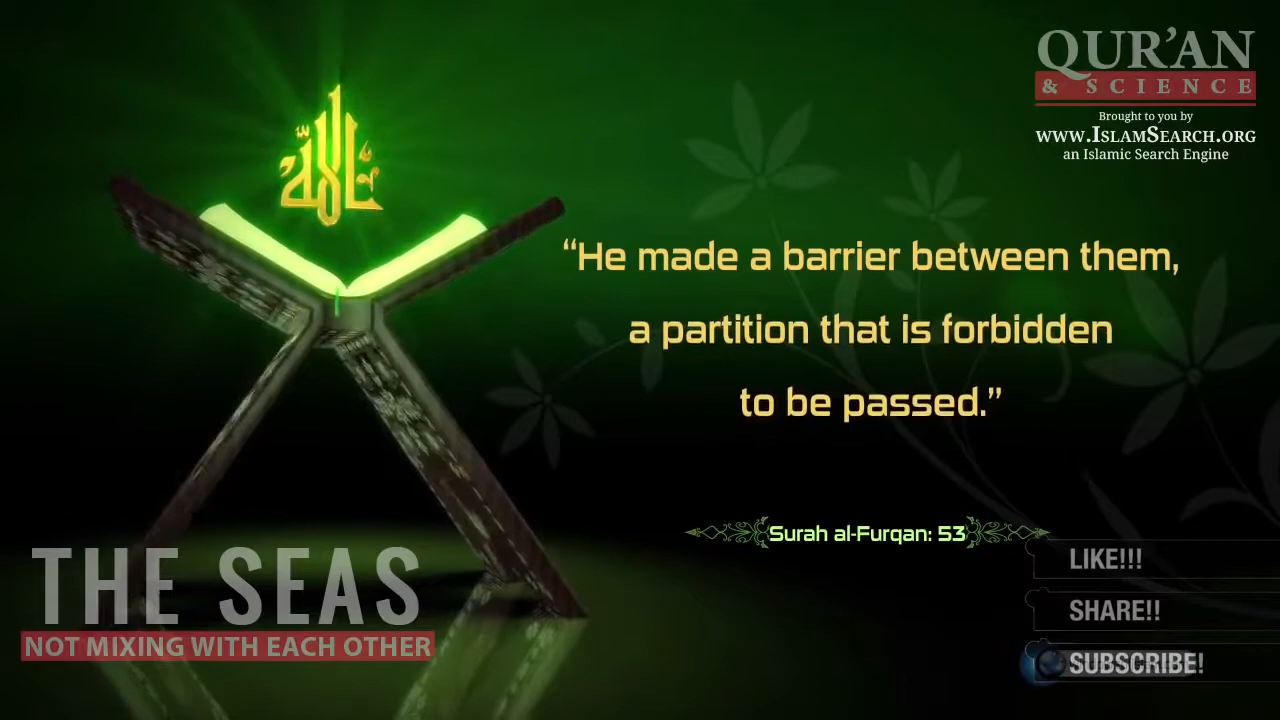 QUR'AN
& SCIENCE
Brought to you by
www.IslamSearch.org
an Islamic Search Engine
الله
“He made a barrier between them,
a partition that is forbidden
to be passed.”
Surah al-Furqan: 53
THE SEAS
NOT MIXING WITH EACH OTHER
LIKE!!!
SHARE!!
SUBSCRIBE!